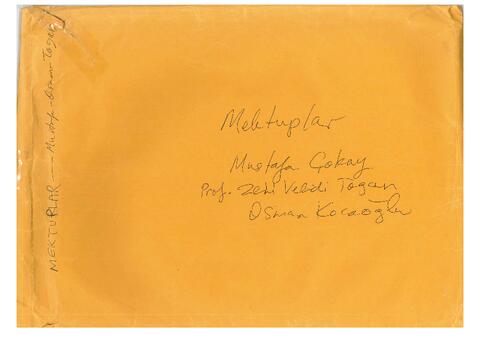 Mektuplar
Mustafa Çokay
Prof. Zeki Velidi Togan
Osman Kocaoğlu
MEKTUPLAR — Mustafa-Osman-Togan